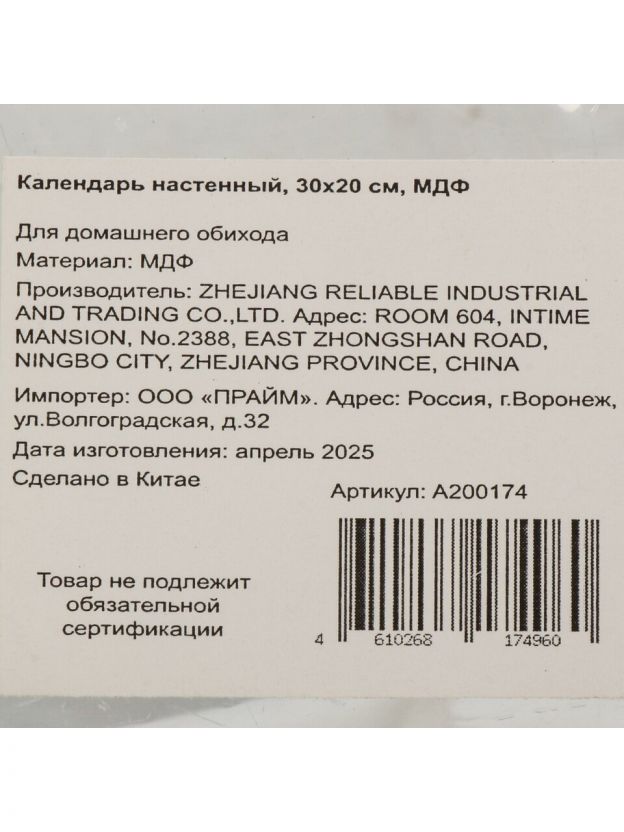 Календарь настенный, 30х20 см, МДФ
Для домашнего обихода
Материал: МДФ
Производитель: ZHEJIANG RELIABLE INDUSTRIAL
AND TRADING CO.,LTD. Адрес: ROOM 604, INTIME
MANSION, No.2388, EAST ZHONGSHAN ROAD,
NINGBO CITY, ZHEJIANG PROVINCE, CHINA
Импортер: ООО «ПРАЙМ». Адрес: Россия, г.Воронеж,
ул.Волгоградская, д.32
Дата изготовления: апрель 2025
Сделано в Китае
Артикул: А200174
Товар не подлежит
обязательной
сертификации
4 610268 174960